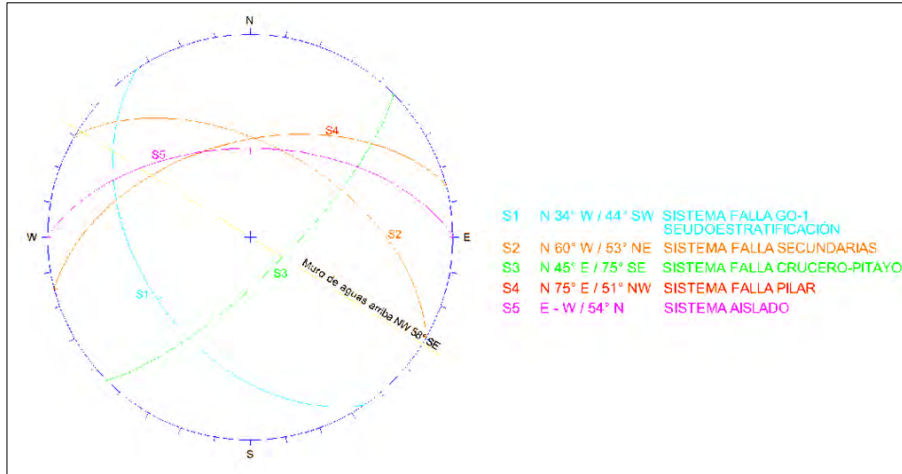 N
S4
S5
W
E
S2
S3
S1
Muro de aguas arriba NW 58° SE
S
S1 N 34° W / 44° SW SISTEMA FALLA GO-1
SEUDOESTRATIFICACIÓN
S2 N 60° W / 53° NE SISTEMA FALLA SECUNDARIAS
S3 N 45° E / 75° SE SISTEMA FALLA CRUCERO-PITAYO
S4 N 75° E / 51° NW SISTEMA FALLA PILAR
S5 E - W / 54° N SISTEMA AISLADO